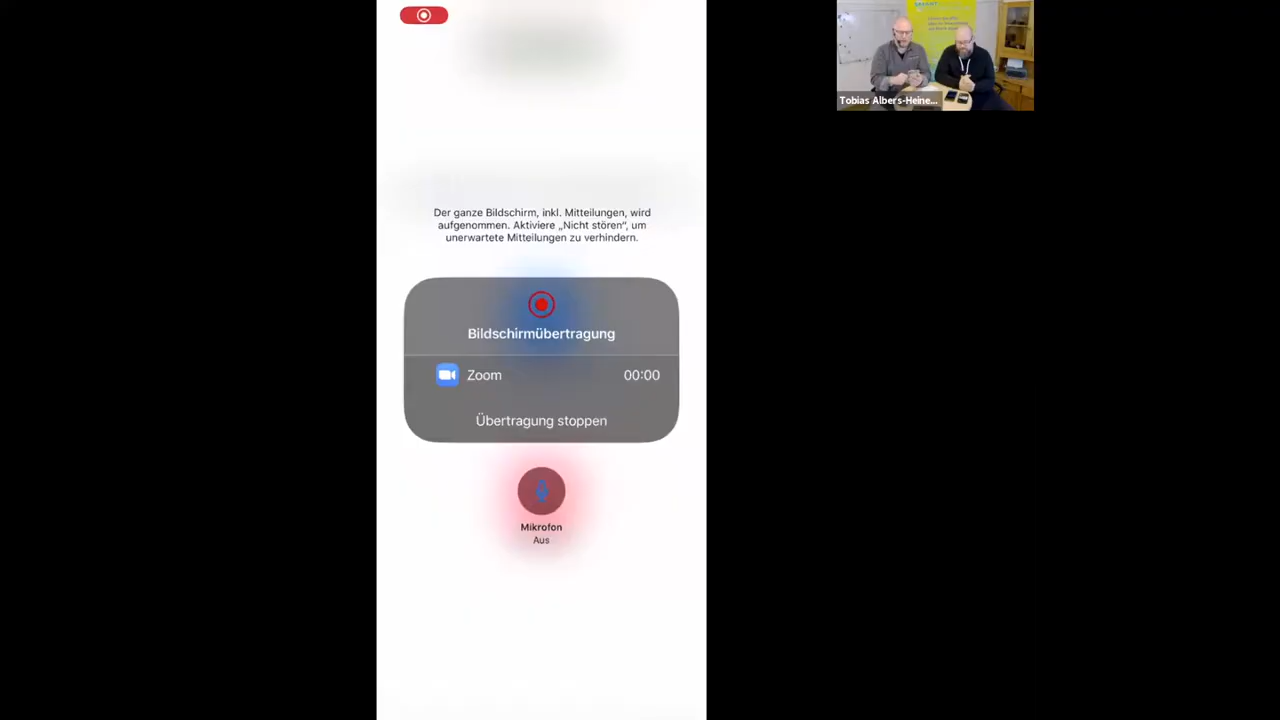 Der ganze Bildschirm, inkl. Mitteilungen, wird
aufgenommen. Aktiviere „Nicht stören“, um
unerwartete Mitteilungen zu verhindern.
Bildschirmübertragung
Zoom 00:00
Übertragung stoppen
Mikrofon
Aus
Tobias Albers-Heine...